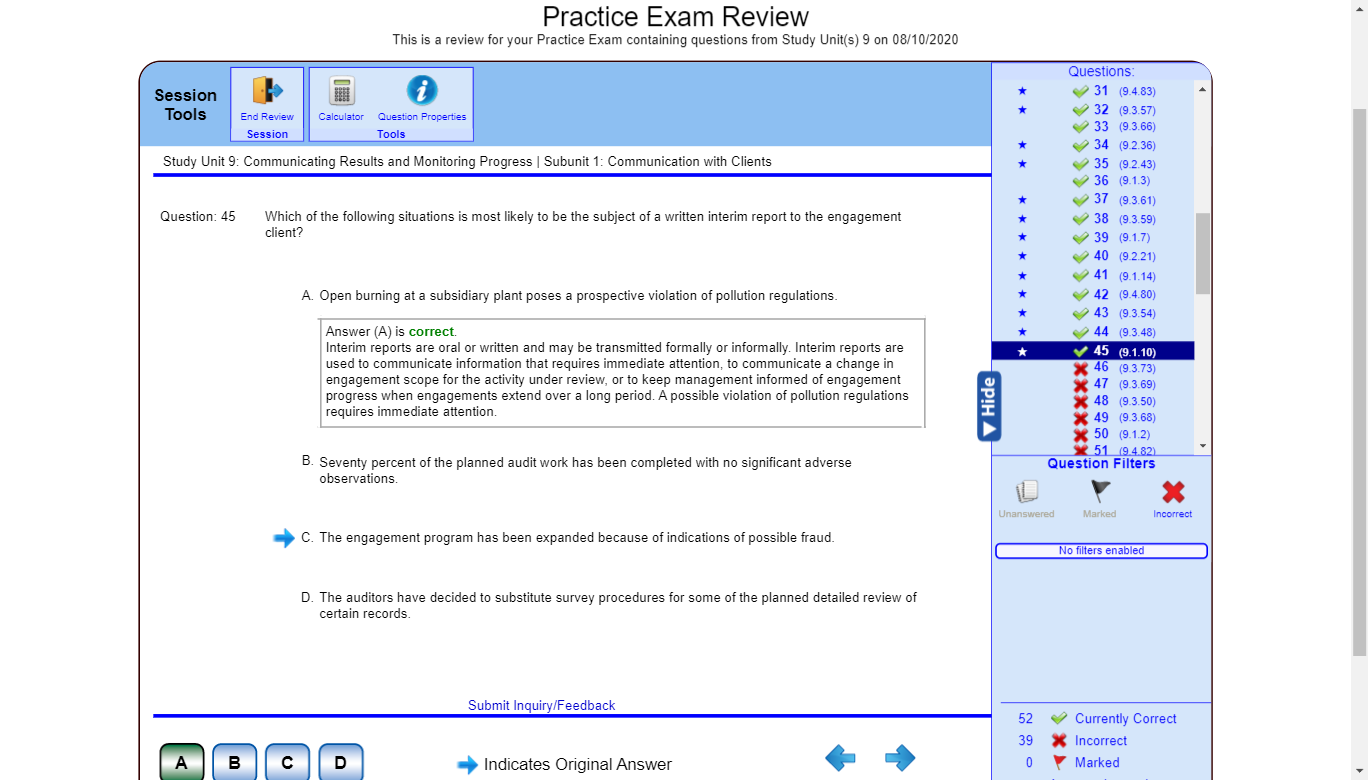 Practice Exam Review
This is a review for your Practice Exam containing questions from Study Unit(s) 9 on 08/10/2020
Session
Tools
End Review
Session
Calculator
Question Properties
Tools
Study Unit 9: Communicating Results and Monitoring Progress | Subunit 1: Communication with Clients
Question: 45
Which of the following situations is most likely to be the subject of a written interim report to the engagement
client?
A. Open burning at a subsidiary plant poses a prospective violation of pollution regulations.
Answer (A) is correct.
Interim reports are oral or written and may be transmitted formally or informally. Interim reports are
used to communicate information that requires immediate attention, to communicate a change in
engagement scope for the activity under review, or to keep management informed of engagement
progress when engagements extend over a long period. A possible violation of pollution regulations
requires immediate attention.
B. Seventy percent of the planned audit work has been completed with no significant adverse
observations.
C. The engagement program has been expanded because of indications of possible fraud.
D. The auditors have decided to substitute survey procedures for some of the planned detailed review of
certain records.
Submit Inquiry/Feedback
A B C D
Indicates Original Answer
Questions:
31 (9.4.83)
32 (9.3.57)
33 (9.3.66)
34 (9.2.36)
35 (9.2.43)
36 (9.1.3)
37 (9.3.61)
38 (9.3.59)
39 (9.1.7)
40 (9.2.21)
41 (9.1.14)
42 (9.4.80)
43 (9.3.54)
44 (9.3.48)
45 (9.1.10)
46 (9.3.73)
47 (9.3.69)
48 (9.3.50)
49 (9.3.68)
50 (9.1.2)
51 (9.4.82)
Hide
Question Filters
Unanswered
Marked
Incorrect
No filters enabled
52 Currently Correct
39 Incorrect
0 Marked